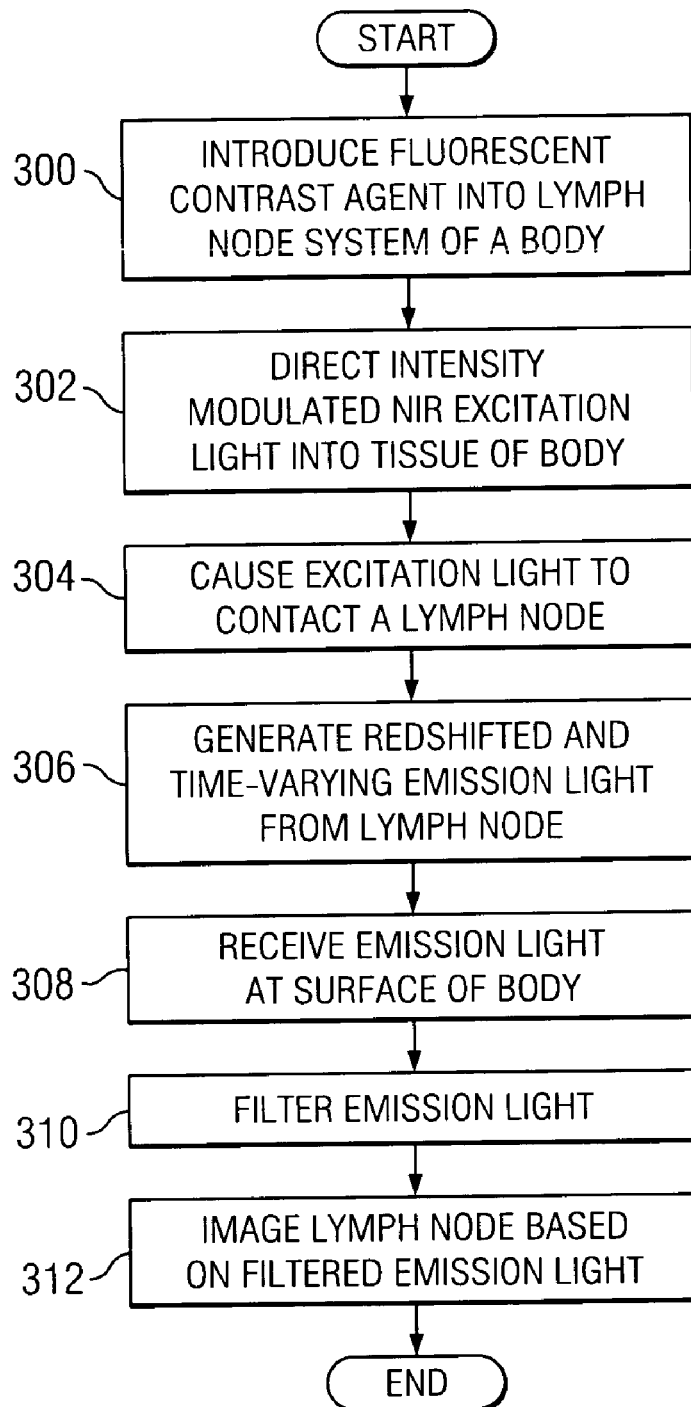 START
300
INTRODUCE FLUORESCENT
CONTRAST AGENT INTO LYMPH
NODE SYSTEM OF A BODY
302
DIRECT INTENSITY
MODULATED NIR EXCITATION
LIGHT INTO TISSUE OF BODY
304
CAUSE EXCITATION LIGHT TO
CONTACT A LYMPH NODE
306
GENERATE REDSHIFTED AND
TIME-VARYING EMISSION LIGHT
FROM LYMPH NODE
308
RECEIVE EMISSION LIGHT
AT SURFACE OF BODY
310
FILTER EMISSION LIGHT
312
IMAGE LYMPH NODE BASED
ON FILTERED EMISSION LIGHT
END